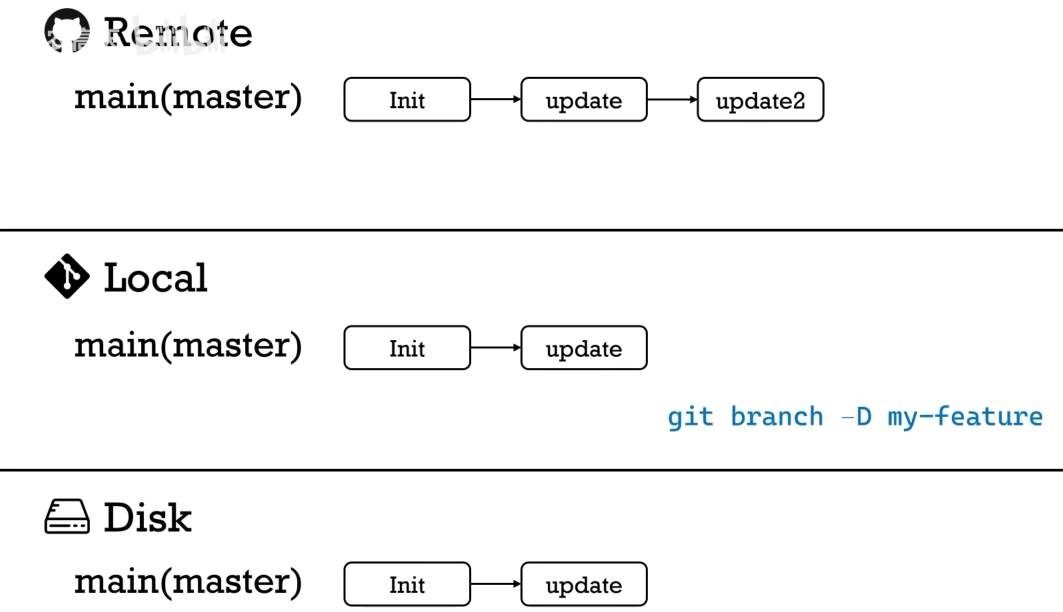 Remote
main(master) Init update update2
Local
main(master) Init update
git branch -D my-feature
Disk
main(master) Init update